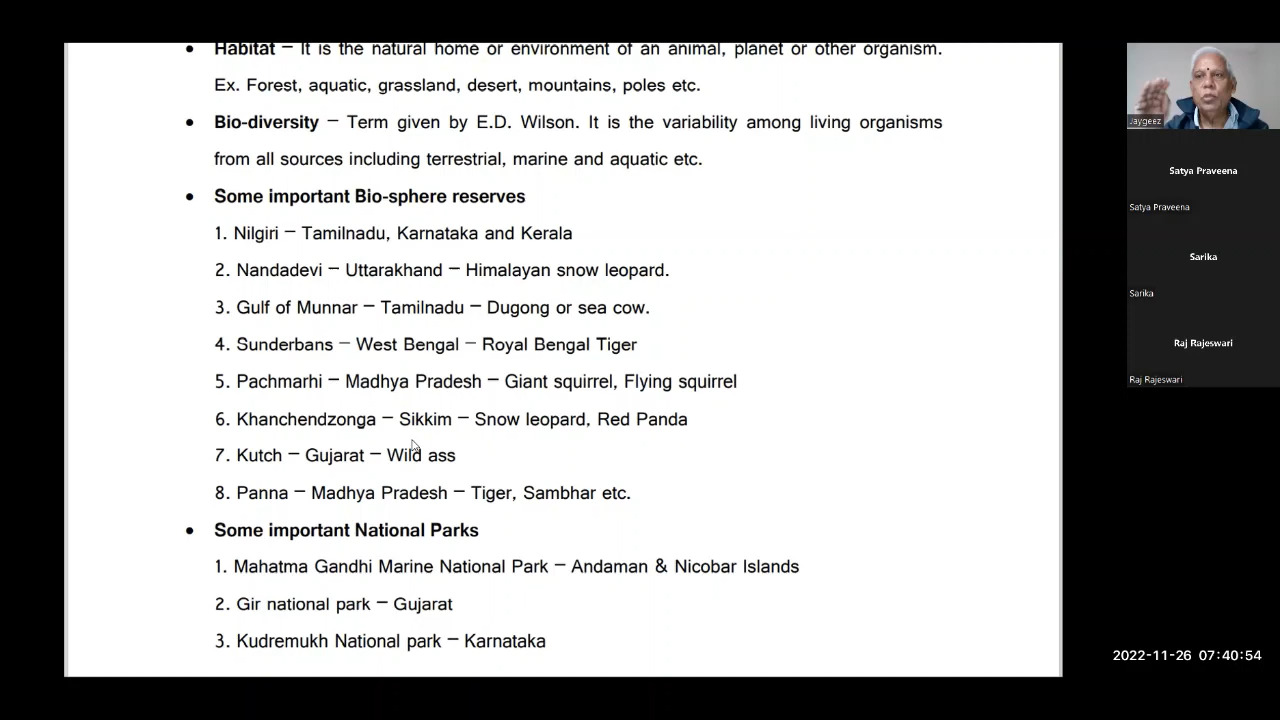 Habitat – It is the natural home or environment of an animal, planet or other organism.
Ex. Forest, aquatic, grassland, desert, mountains, poles etc.
Bio-diversity – Term given by E.D. Wilson. It is the variability among living organisms
from all sources including terrestrial, marine and aquatic etc.
Some important Bio-sphere reserves
1. Nilgiri – Tamilnadu, Karnataka and Kerala
2. Nandadevi – Uttarakhand – Himalayan snow leopard.
3. Gulf of Munnar – Tamilnadu – Dugong or sea cow.
4. Sunderbans – West Bengal – Royal Bengal Tiger
5. Pachmarhi – Madhya Pradesh – Giant squirrel, Flying squirrel
6. Khanchendzonga – Sikkim – Snow leopard, Red Panda
7. Kutch – Gujarat – Wild ass
8. Panna – Madhya Pradesh – Tiger, Sambhar etc.
Some important National Parks
1. Mahatma Gandhi Marine National Park – Andaman & Nicobar Islands
2. Gir national park – Gujarat
3. Kudremukh National park – Karnataka
Jaygeez
Satya Praveena
Satya Praveena
Sarika
Sarika
Raj Rajeswari
Raj Rajeswari
2022-11-26 07:40:54